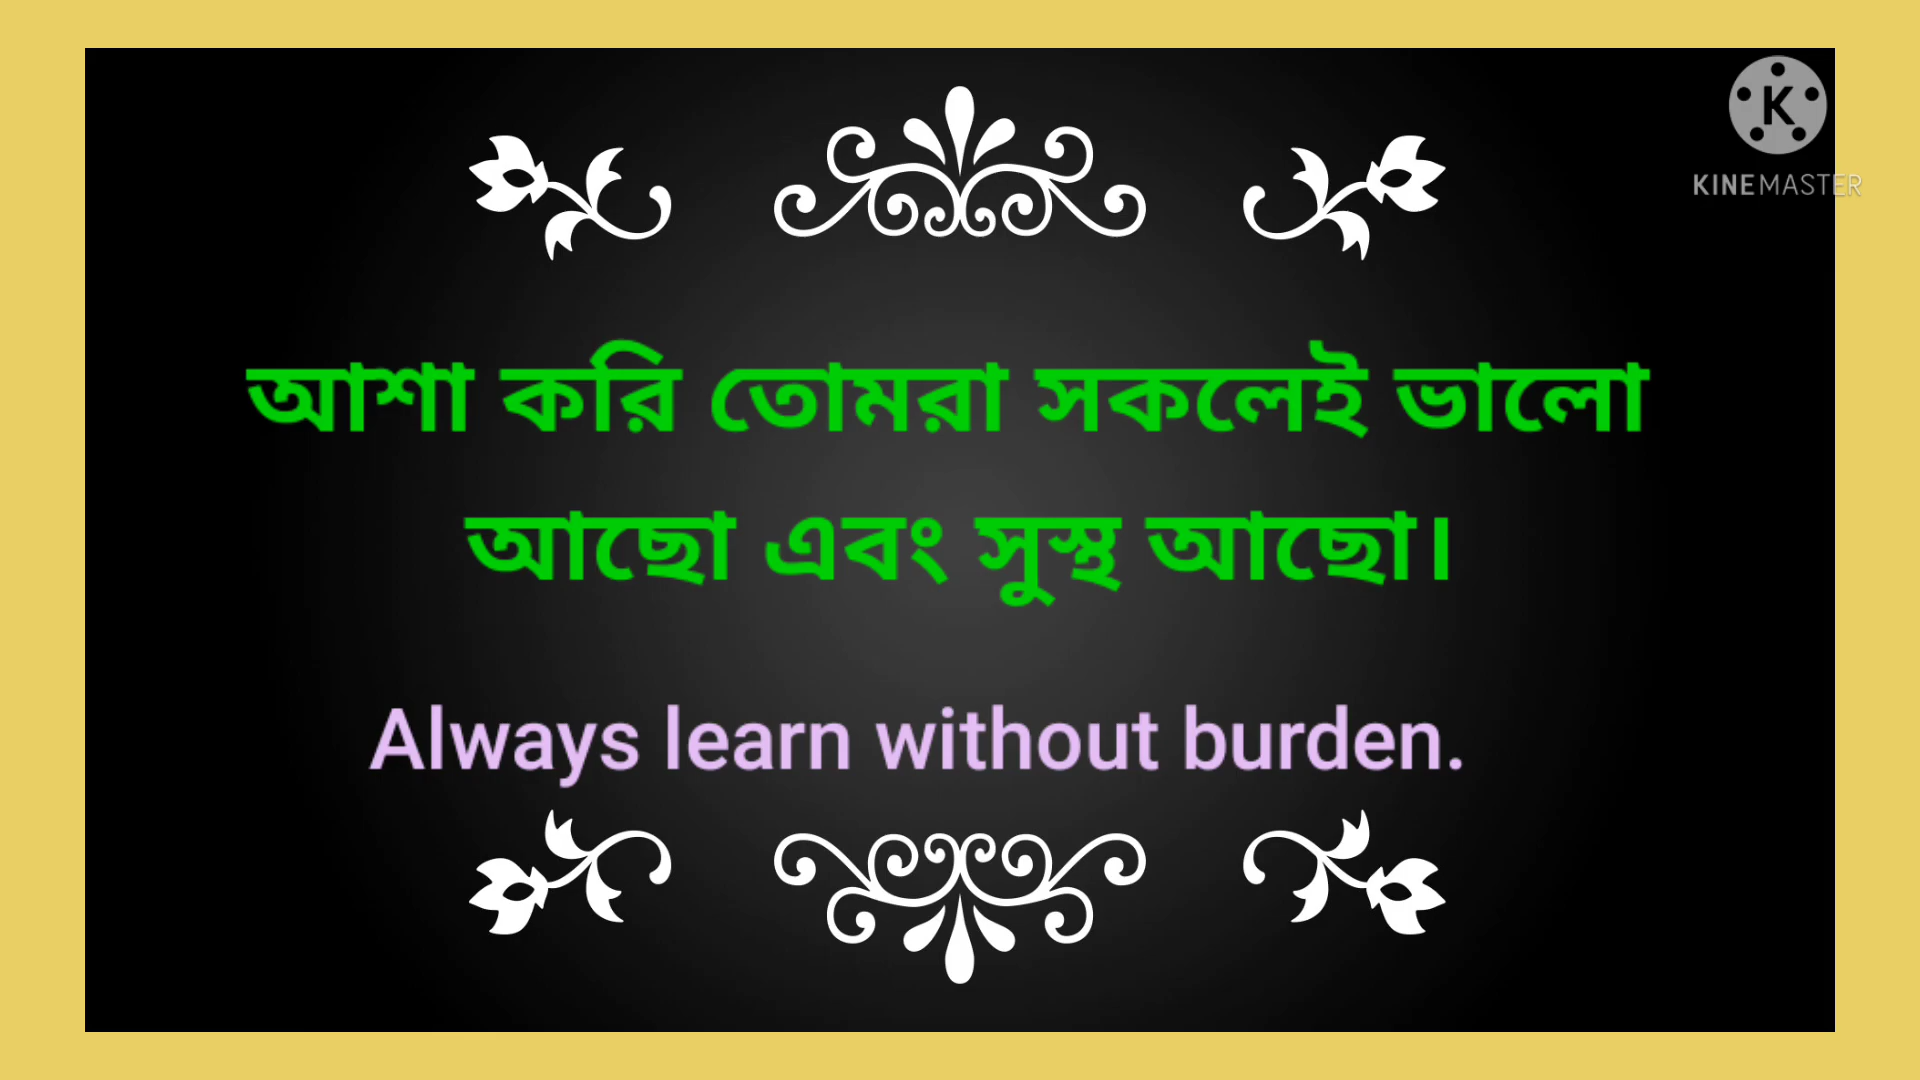 K
KINEMASTER
আশা করি তোমরা সকলেই ভালো
আছো এবং সুস্থ আছো।
Always learn without burden.